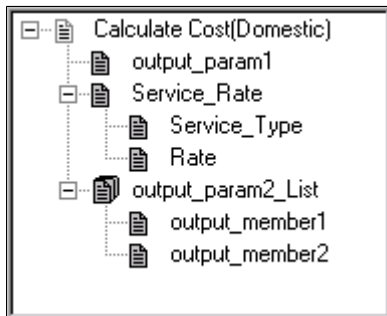 Calculate Cost(Domestic)
output_param1
Service_Rate
Service_Type
Rate
output_param2_List
output_member1
output_member2